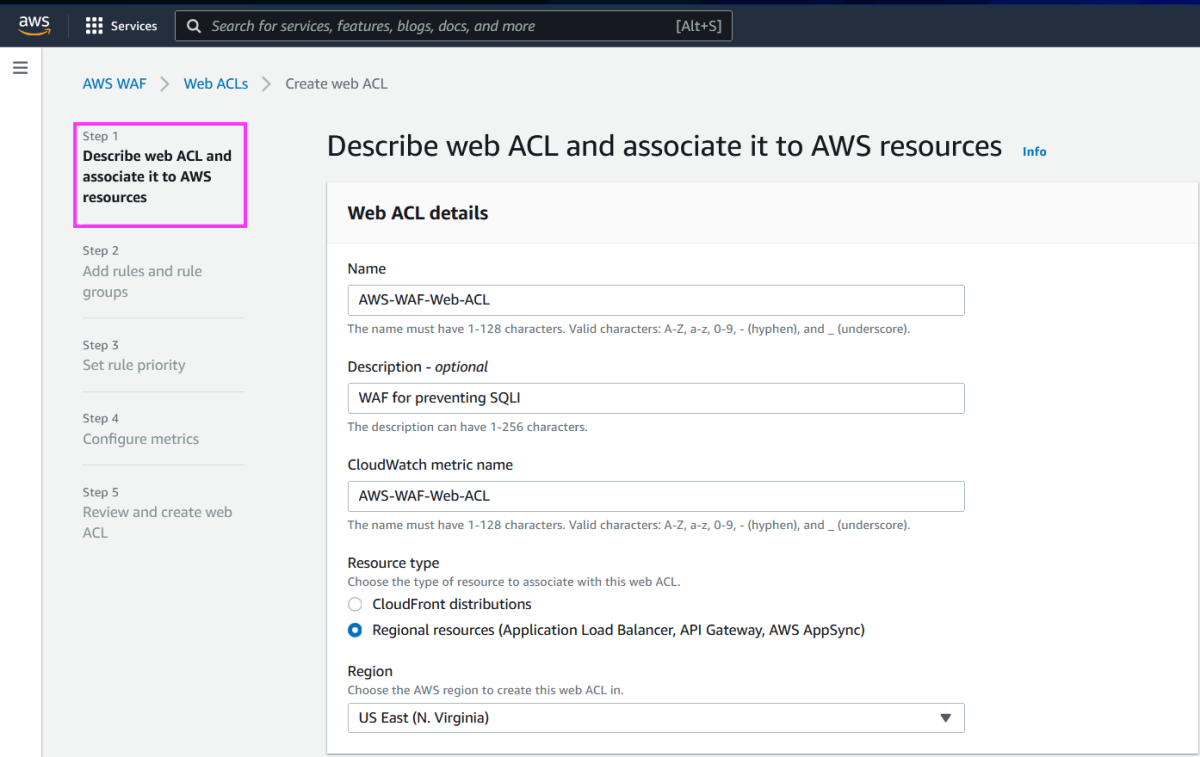 aws
Services
Search for services, features, blogs, docs, and more [Alt+S]
AWS WAF > Web ACLs > Create web ACL
Step 1
Describe web ACL and
associate it to AWS
resources
Step 2
Add rules and rule
groups
Step 3
Set rule priority
Step 4
Configure metrics
Step 5
Review and create web
ACL
Describe web ACL and associate it to AWS resources Info
Web ACL details
Name
AWS-WAF-Web-ACL
The name must have 1-128 characters. Valid characters: A-Z, a-z, 0-9, - (hyphen), and _ (underscore).
Description - optional
WAF for preventing SQLI
The description can have 1-256 characters.
CloudWatch metric name
AWS-WAF-Web-ACL
The name must have 1-128 characters. Valid characters: A-Z, a-z, 0-9, - (hyphen), and _ (underscore).
Resource type
Choose the type of resource to associate with this web ACL.
CloudFront distributions
Regional resources (Application Load Balancer, API Gateway, AWS AppSync)
Region
Choose the AWS region to create this web ACL in.
US East (N. Virginia)